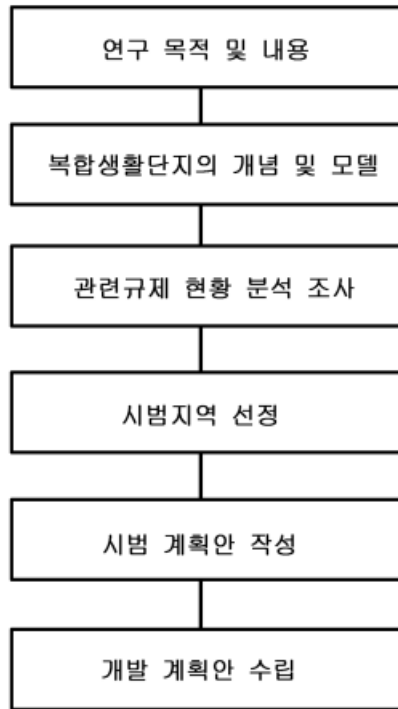 연구 목적 및 내용
복합생활단지의 개념 및 모델
관련규제 현황 분석 조사
시범지역 선정
시범 계획안 작성
개발 계획안 수립